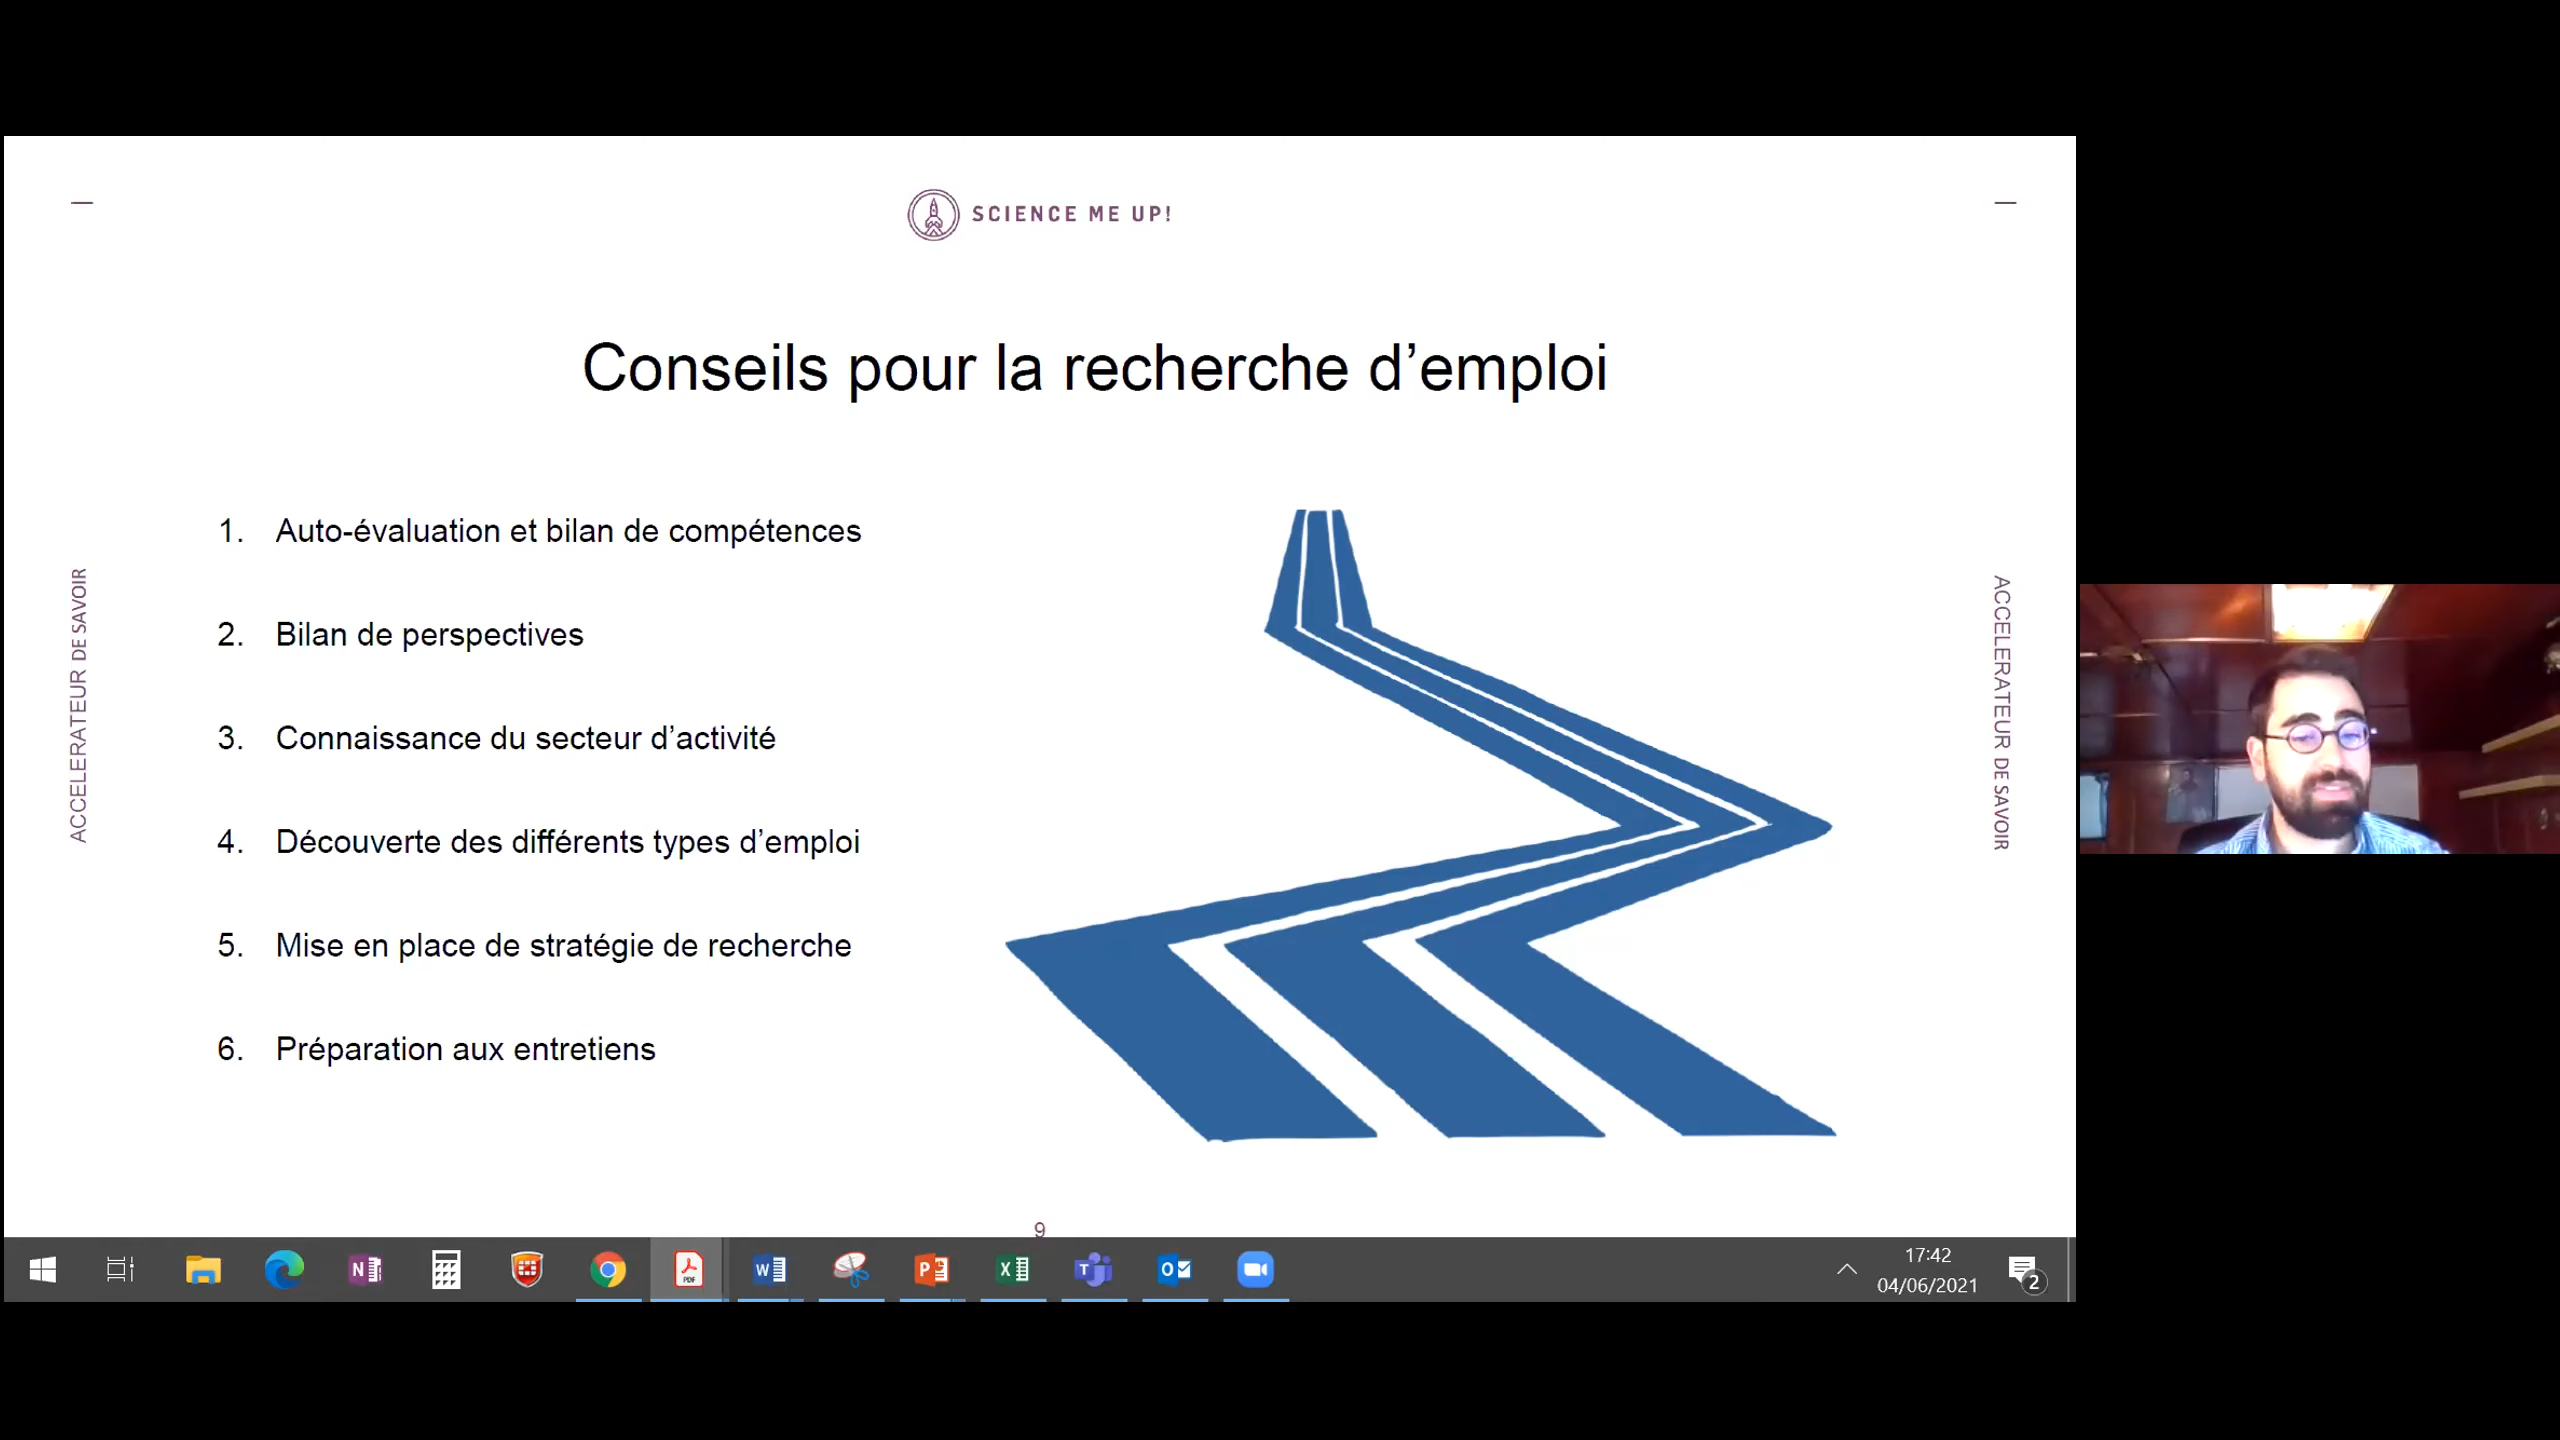 SCIENCE ME UP!
Conseils pour la recherche d’emploi
1. Auto-évaluation et bilan de compétences
2. Bilan de perspectives
3. Connaissance du secteur d’activité
4. Découverte des différents types d’emploi
5. Mise en place de stratégie de recherche
6. Préparation aux entretiens
ACCELERATEUR DE SAVOIR
ACCELERATEUR DE SAVOIR
9
N
PDF
W
P
X
T
O
17:42
04/06/2021
2